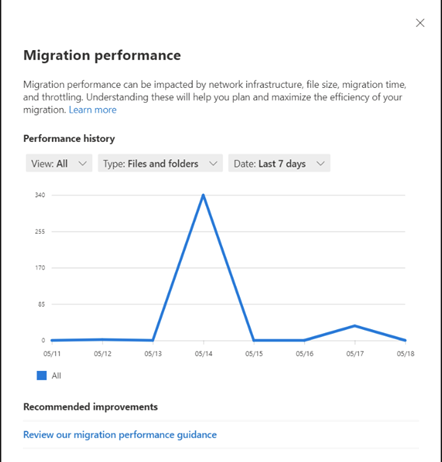 Migration performance
Migration performance can be impacted by network infrastructure, file size, migration time,
and throttling. Understanding these will help you plan and maximize the efficiency of your
migration. Learn more
Performance history
View: All Type: Files and folders Date: Last 7 days
340
255
170
85
0
05/11 05/12 05/13 05/14 05/15 05/16 05/17 05/18
All
Recommended improvements
Review our migration performance guidance